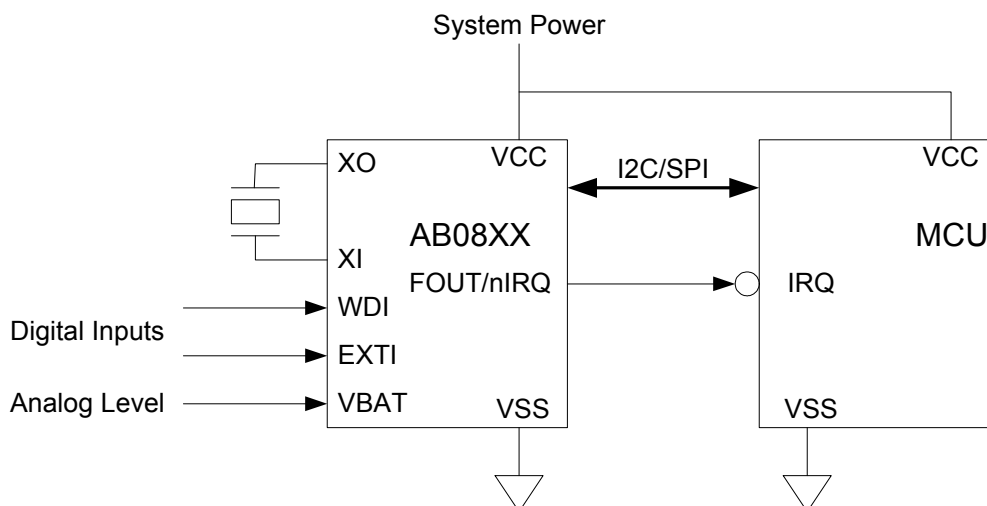 System Power
XO
VCC
I2C/SPI
VCC
AB08XX
MCU
XI
FOUT/nIRQ
IRQ
WDI
Digital Inputs
EXTI
Analog Level
VBAT
VSS
VSS